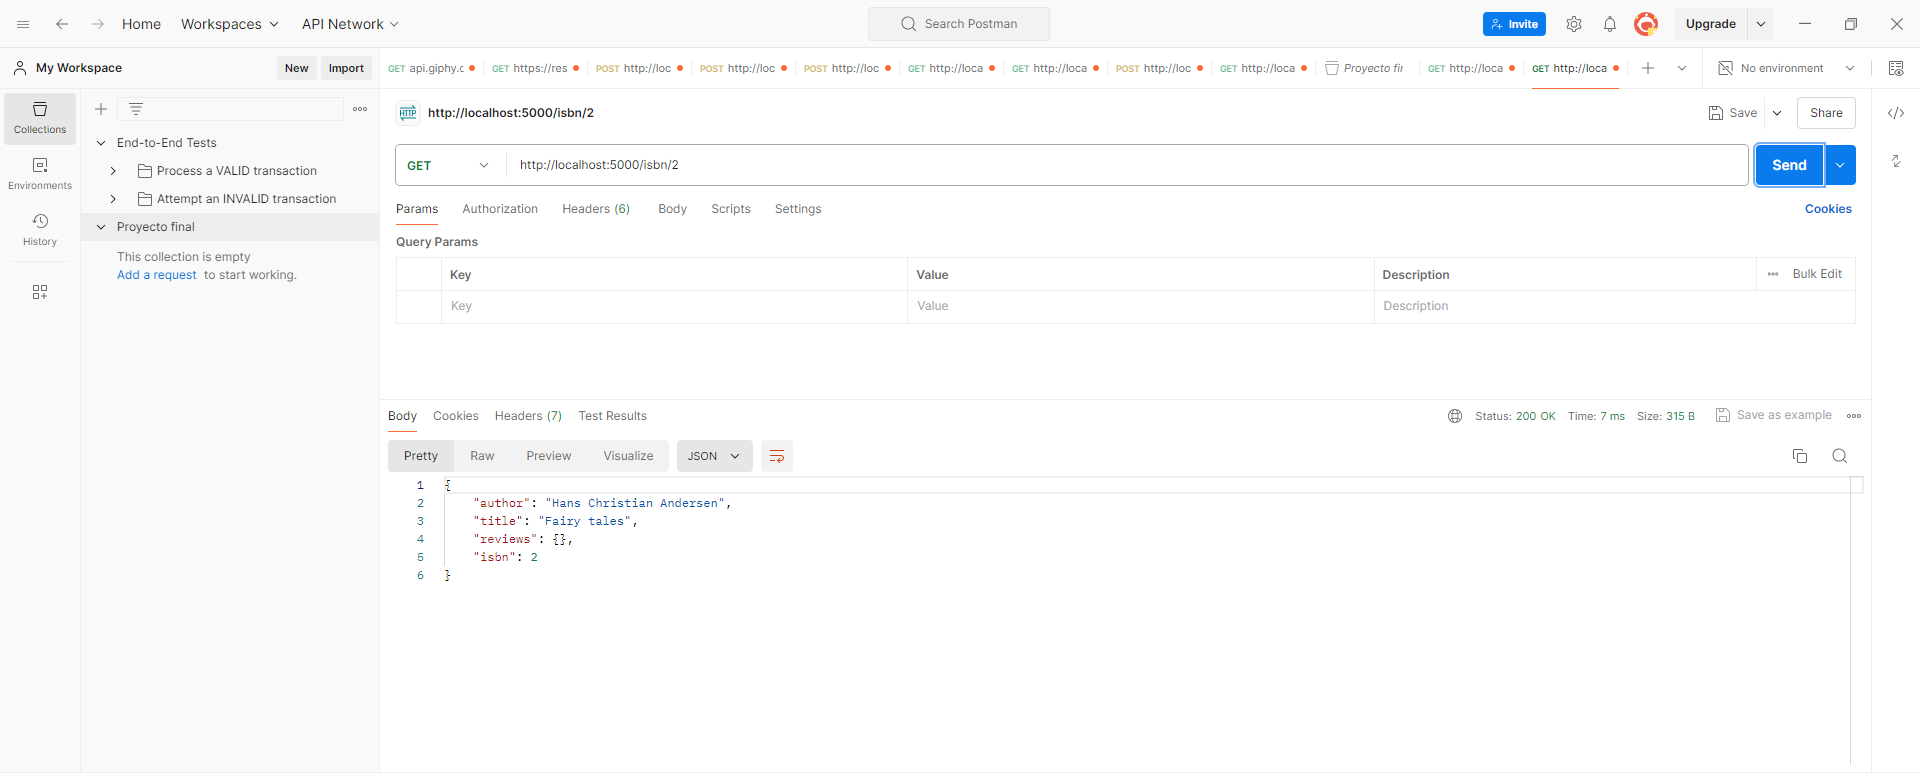 Home Workspaces API Network Search Postman Invite Upgrade
My Workspace New Import GET api.giphy.c GET https://res POST http://loc POST http://loc POST http://loc GET http://loca GET http://loca POST http://loc GET http://loca Proyecto fir GET http://loca GET http://loca No environment
Collections
Environments
History
End-to-End Tests
Process a VALID transaction
Attempt an INVALID transaction
Proyecto final
This collection is empty
Add a request to start working.
HTTP http://localhost:5000/isbn/2 Save Share
GET http://localhost:5000/isbn/2 Send
Params Authorization Headers (6) Body Scripts Settings Cookies
Query Params
Key Value Description Bulk Edit
Key Value Description
Body Cookies Headers (7) Test Results Status: 200 OK Time: 7 ms Size: 315 B Save as example
Pretty Raw Preview Visualize JSON
1 {
2 "author": "Hans Christian Andersen",
3 "title": "Fairy tales",
4 "reviews": {},
5 "isbn": 2
6 }